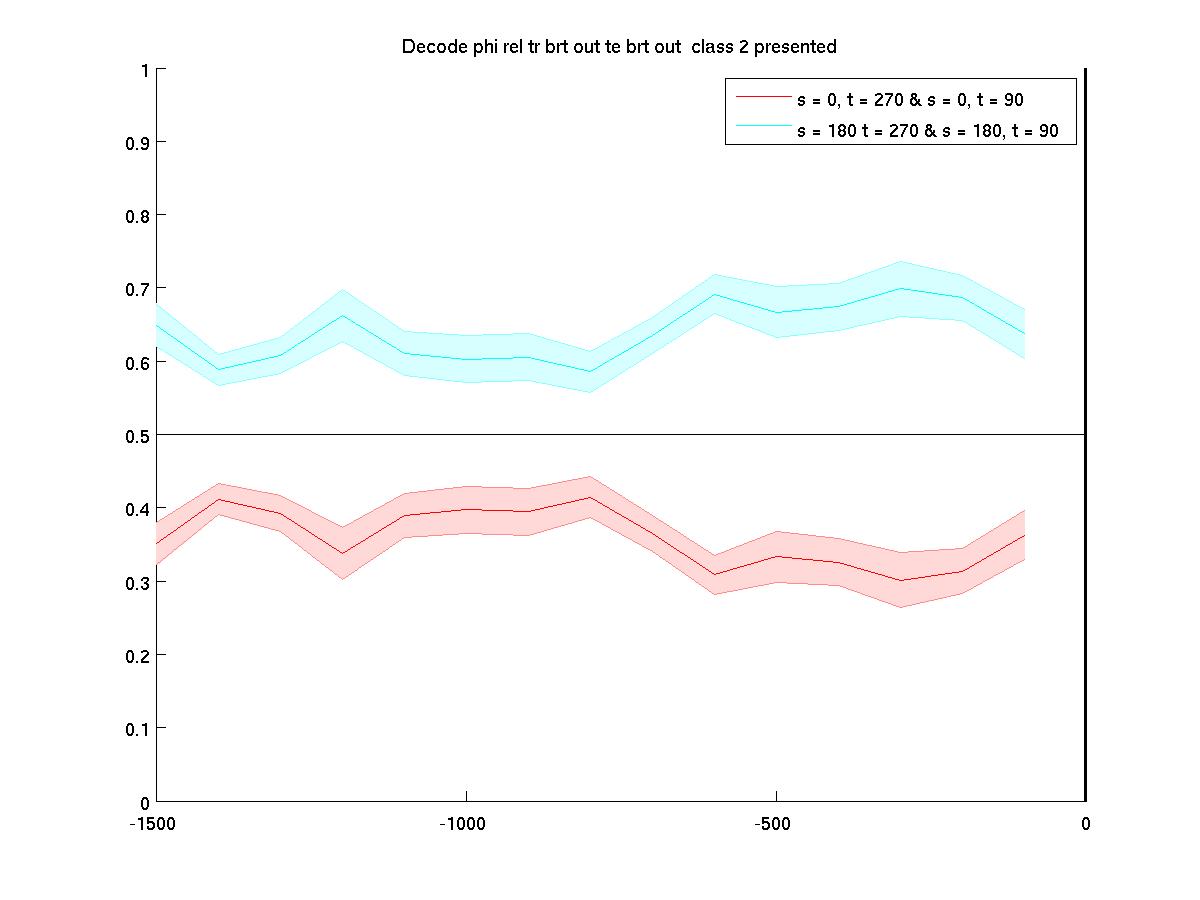 Decode phi rel tr brt out te brt out  class 2 presented
1
s = 0, t = 270 & s = 0, t = 90
s = 180 t = 270 & s = 180, t = 90
0.9
0.8
0.7
0.6
0.5
0.4
0.3
0.2
0.1
0
-1500 -1000 -500 0